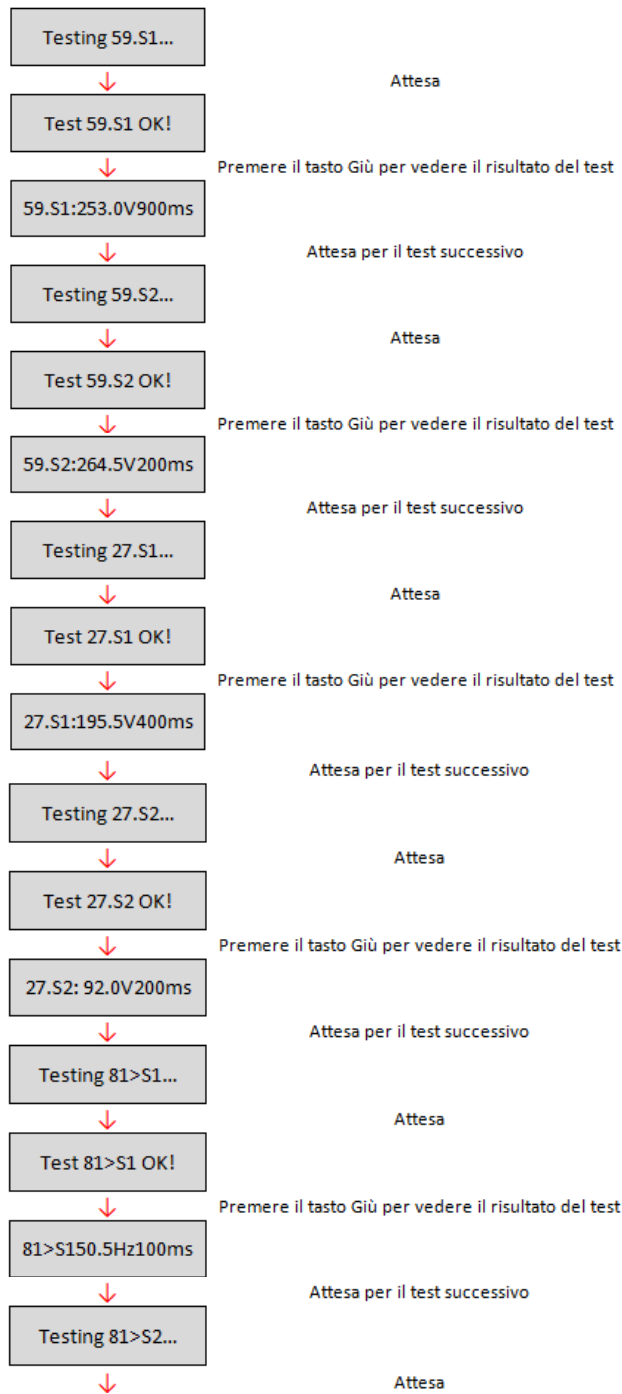 Testing 59.S1...
Attesa
Test 59.S1 OK!
Premere il tasto Giù per vedere il risultato del test
59.S1:253.0V900ms
Attesa per il test successivo
Testing 59.S2...
Attesa
Test 59.S2 OK!
Premere il tasto Giù per vedere il risultato del test
59.S2:264.5V200ms
Attesa per il test successivo
Testing 27.S1...
Attesa
Test 27.S1 OK!
Premere il tasto Giù per vedere il risultato del test
27.S1:195.5V400ms
Attesa per il test successivo
Testing 27.S2...
Attesa
Test 27.S2 OK!
Premere il tasto Giù per vedere il risultato del test
27.S2: 92.0V200ms
Attesa per il test successivo
Testing 81>S1...
Attesa
Test 81>S1 OK!
Premere il tasto Giù per vedere il risultato del test
81>S150.5Hz100ms
Attesa per il test successivo
Testing 81>S2...
Attesa